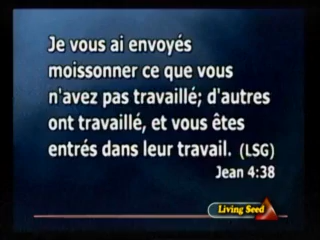 Je vous ai envoyés
moissonner ce que vous
n'avez pas travaillé; d'autres
ont travaillé, et vous êtes
entrés dans leur travail. (LSG)
Jean 4:38
Living Seed